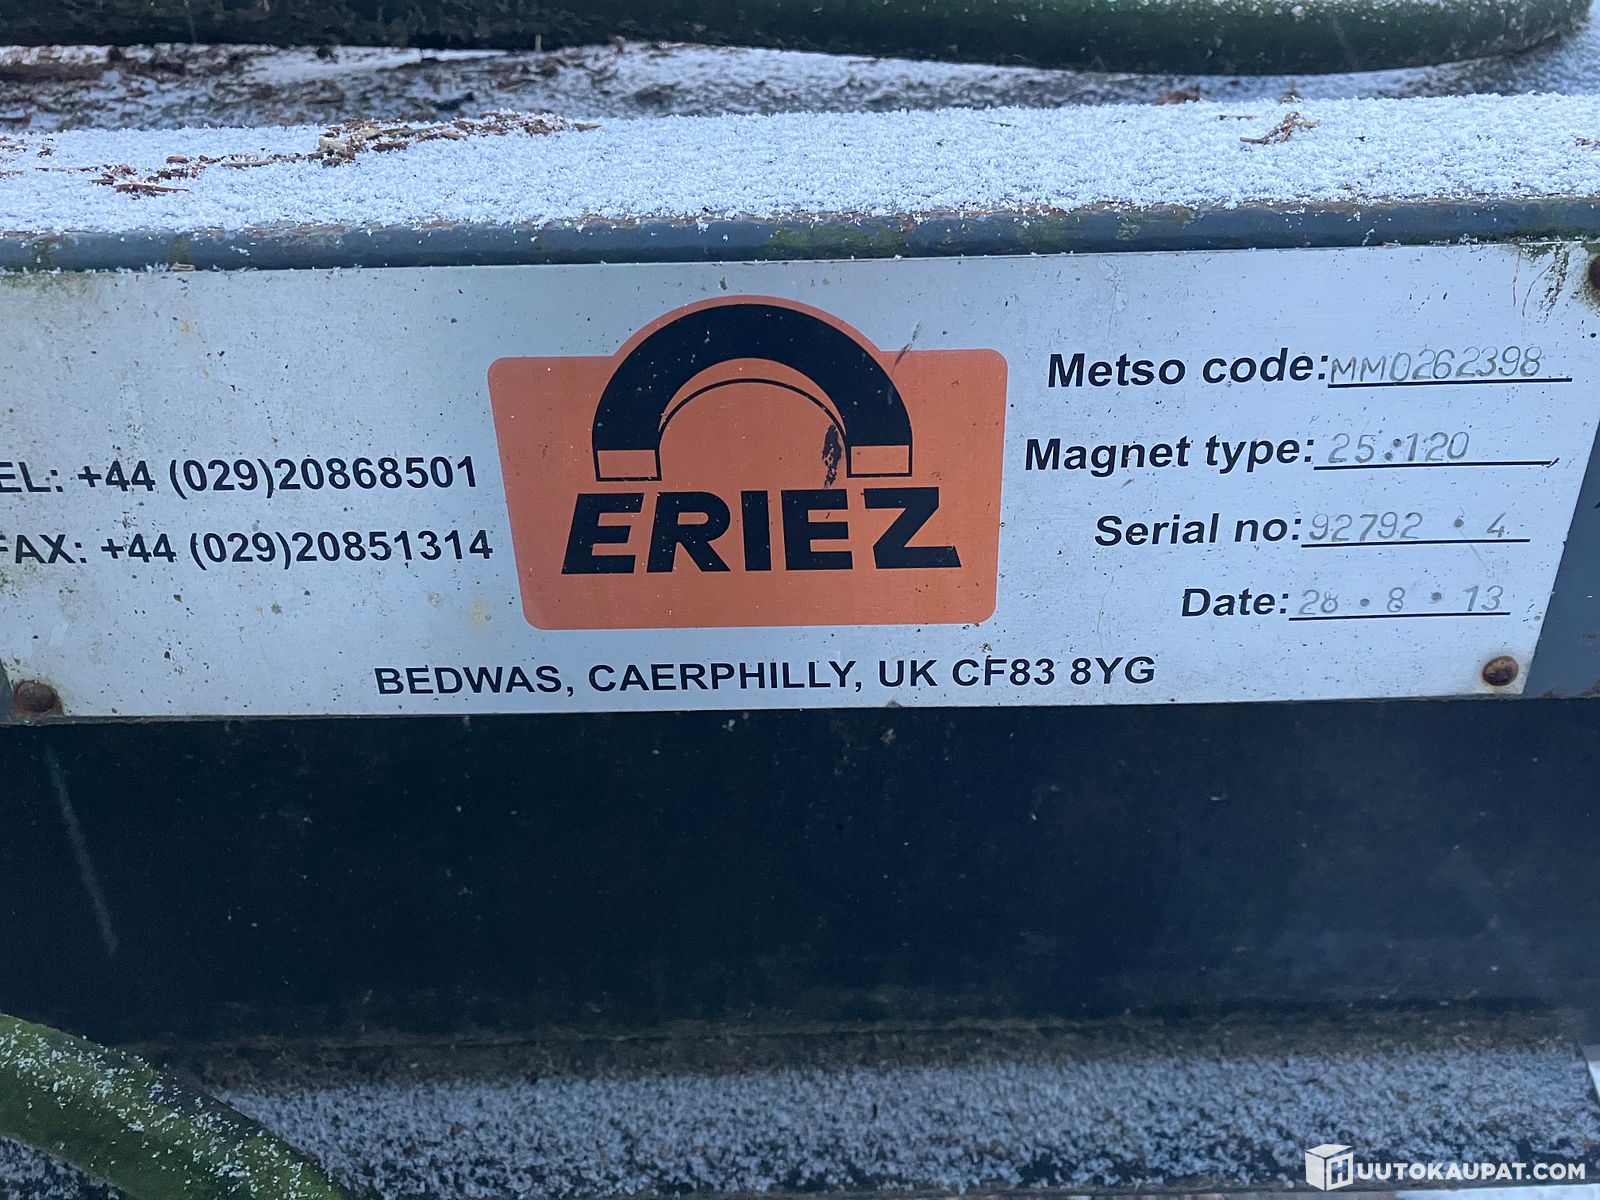 EL: +44 (029)20868501
FAX: +44 (029)20851314
ERIEZ
Metso code: MM0262398
Magnet type: 25:120
Serial no: 92792 · 4
Date: 28 · 8 · 13
BEDWAS, CAERPHILLY, UK CF83 8YG
HUUTOKAUPAT.COM